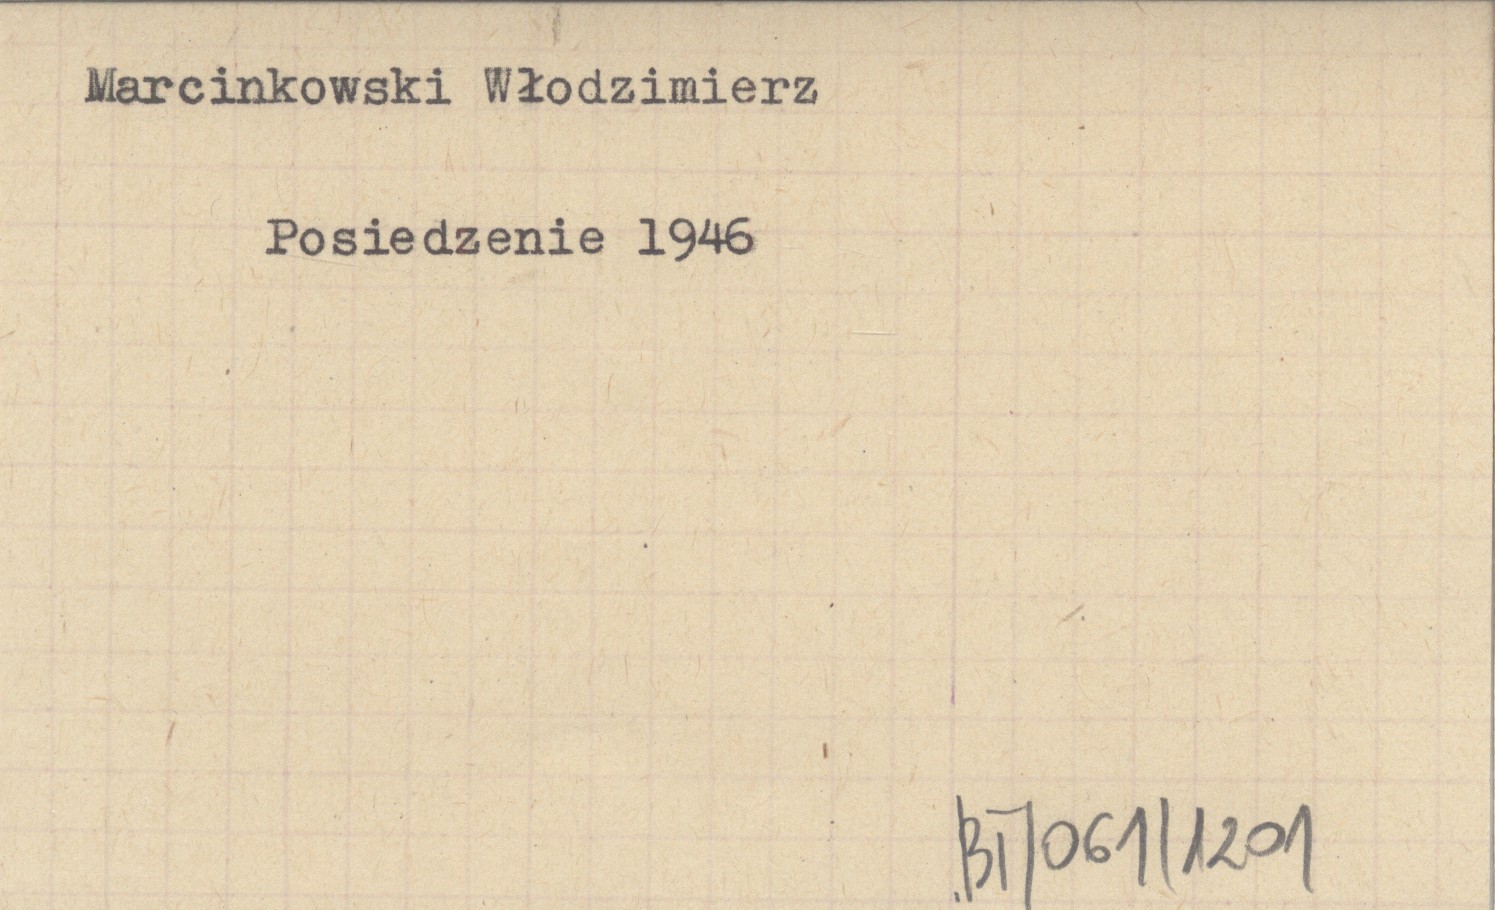 Marcinkowski Włodzimierz
Posiedzenie 1946
BI/061/1201